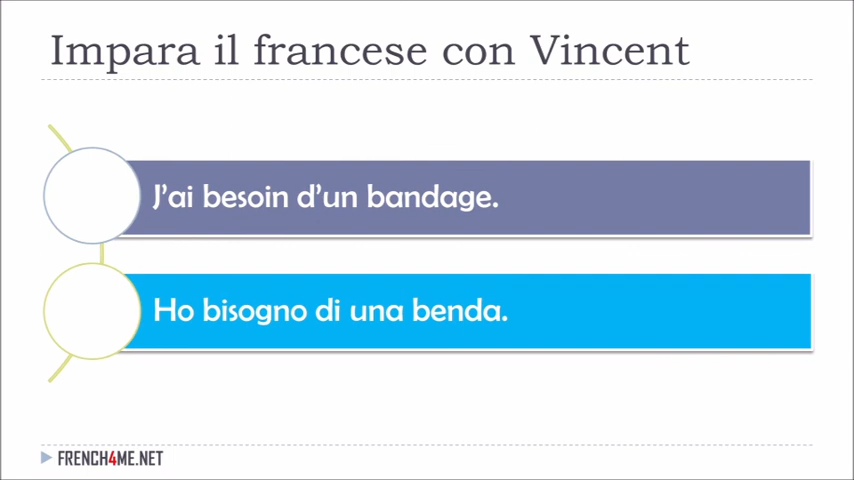 Impara il francese con Vincent
J'ai besoin d'un bandage.
Ho bisogno di una benda.
FRENCH4ME.NET